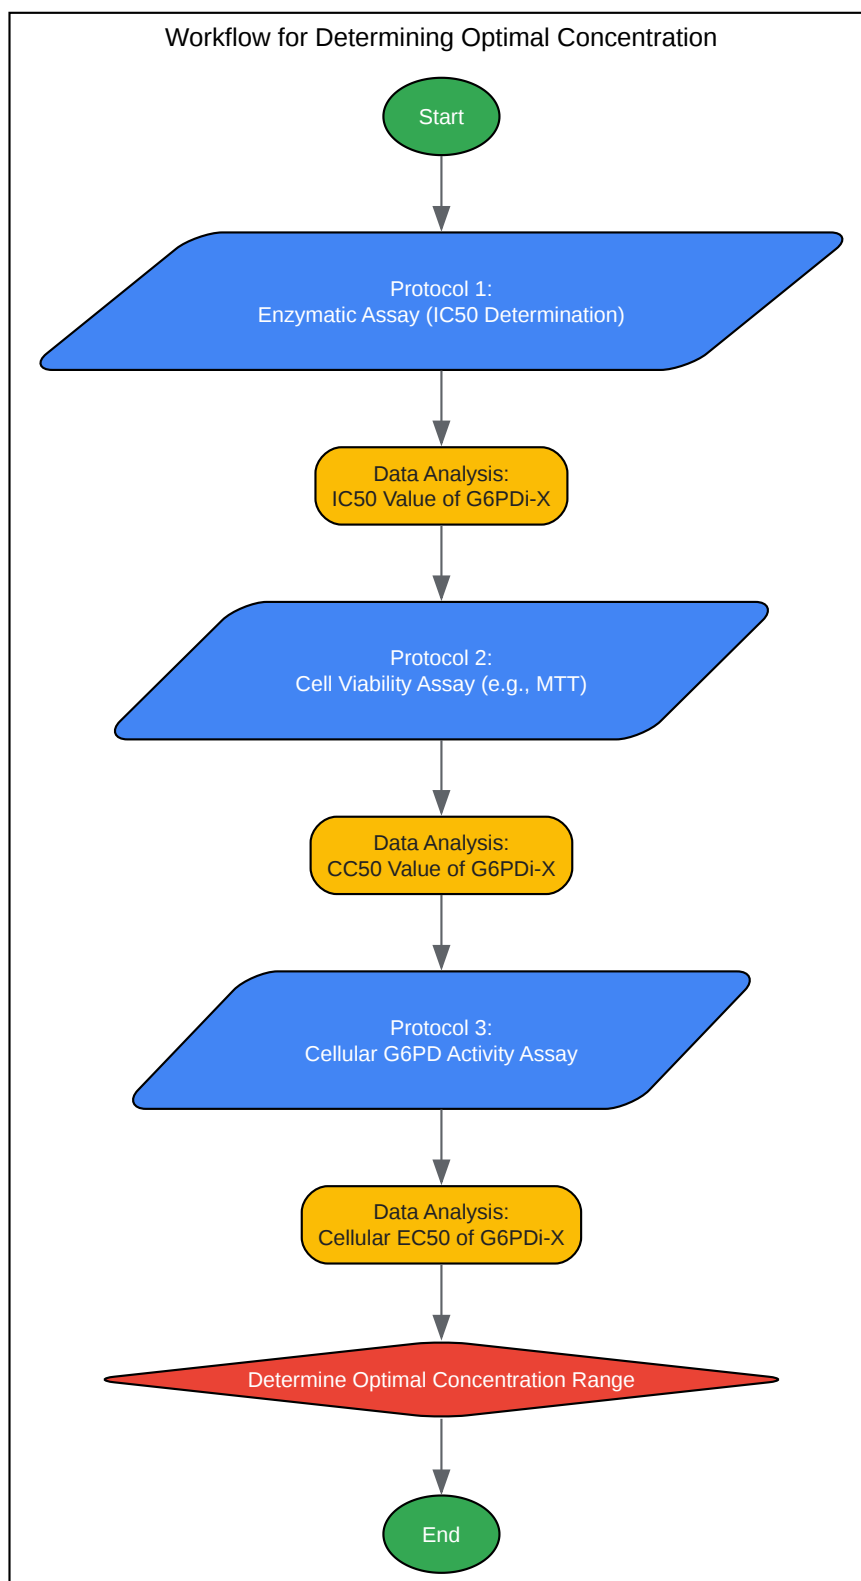 Workflow for Determining Optimal Concentration
Start
Protocol 1:
Enzymatic Assay (IC50 Determination)
Data Analysis:
IC50 Value of G6PDi-X
Protocol 2:
Cell Viability Assay (e.g., MTT)
Data Analysis:
CC50 Value of G6PDi-X
Protocol 3:
Cellular G6PD Activity Assay
Data Analysis:
Cellular EC50 of G6PDi-X
Determine Optimal Concentration Range
End